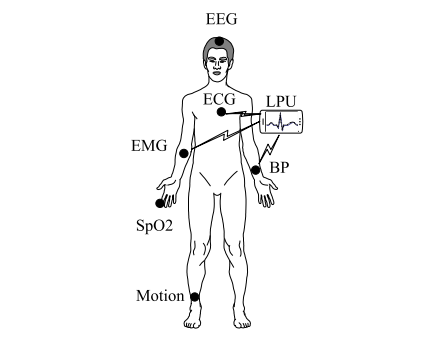 EEG
ECG
LPU
EMG
BP
SpO2
Motion